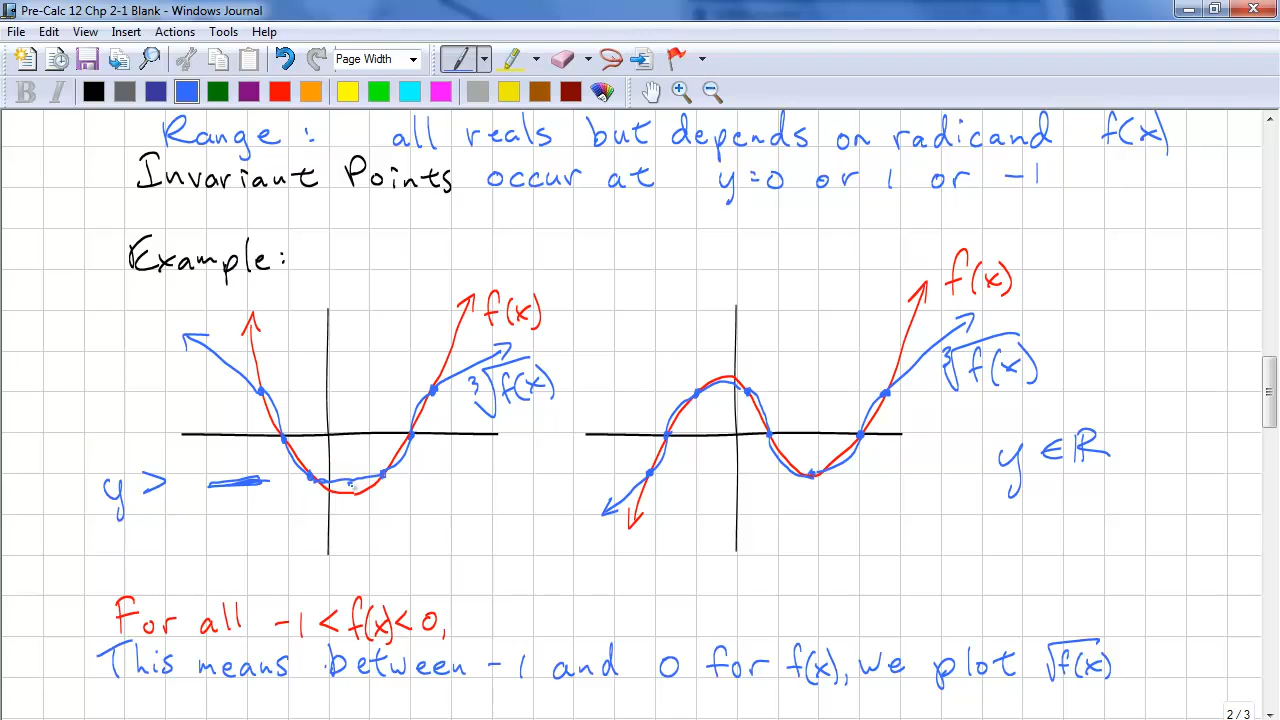 Pre-Calc 12 Chp 2-1 Blank - Windows Journal
File Edit View Insert Actions Tools Help
Page Width
B I
Range: all reals but depends on radicand f(x)
Invariant Points occur at y=0 or 1 or -1
Example:
f(x)
∛f(x)
y >
f(x)
∛f(x)
y ∈ ℝ
For all -1 < f(x) < 0,
This means between -1 and 0 for f(x), we plot √f(x)
2 / 3